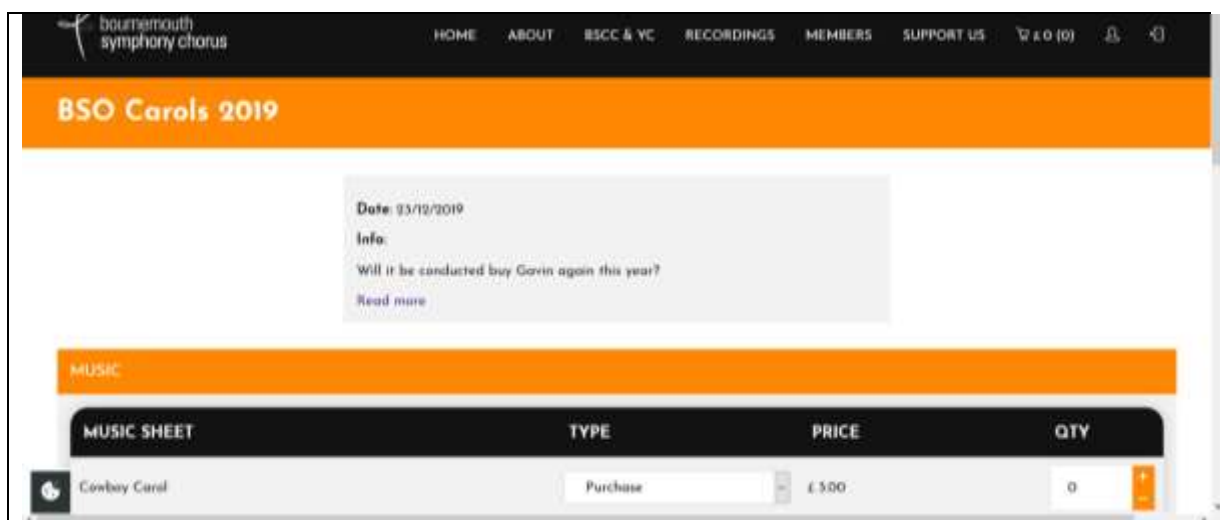 bournemouth
symphony chorus
HOME ABOUT BSCC & YC RECORDINGS MEMBERS SUPPORT US £ 0 (0)
BSO Carols 2019
Date: 23/12/2019
Info:
Will it be conducted buy Gavin again this year?
Read more
MUSIC
MUSIC SHEET TYPE PRICE QTY
Cowboy Carol Purchase £ 3.00 0 + -